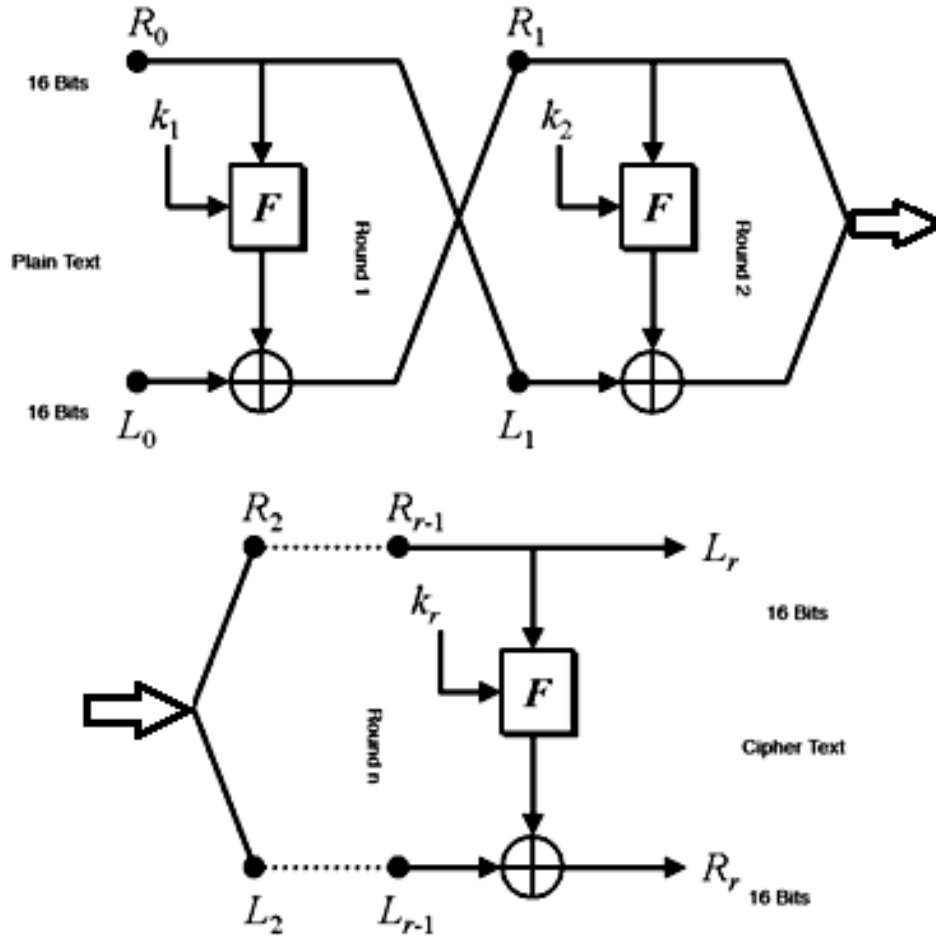 R0
R1
16 Bits
k1
k2
F
F
Round 1
Round 2
Plain Text
16 Bits
L0
L1
R2
Rr-1
Lr
kr
16 Bits
F
Round n
Cipher Text
L2
Lr-1
Rr
16 Bits